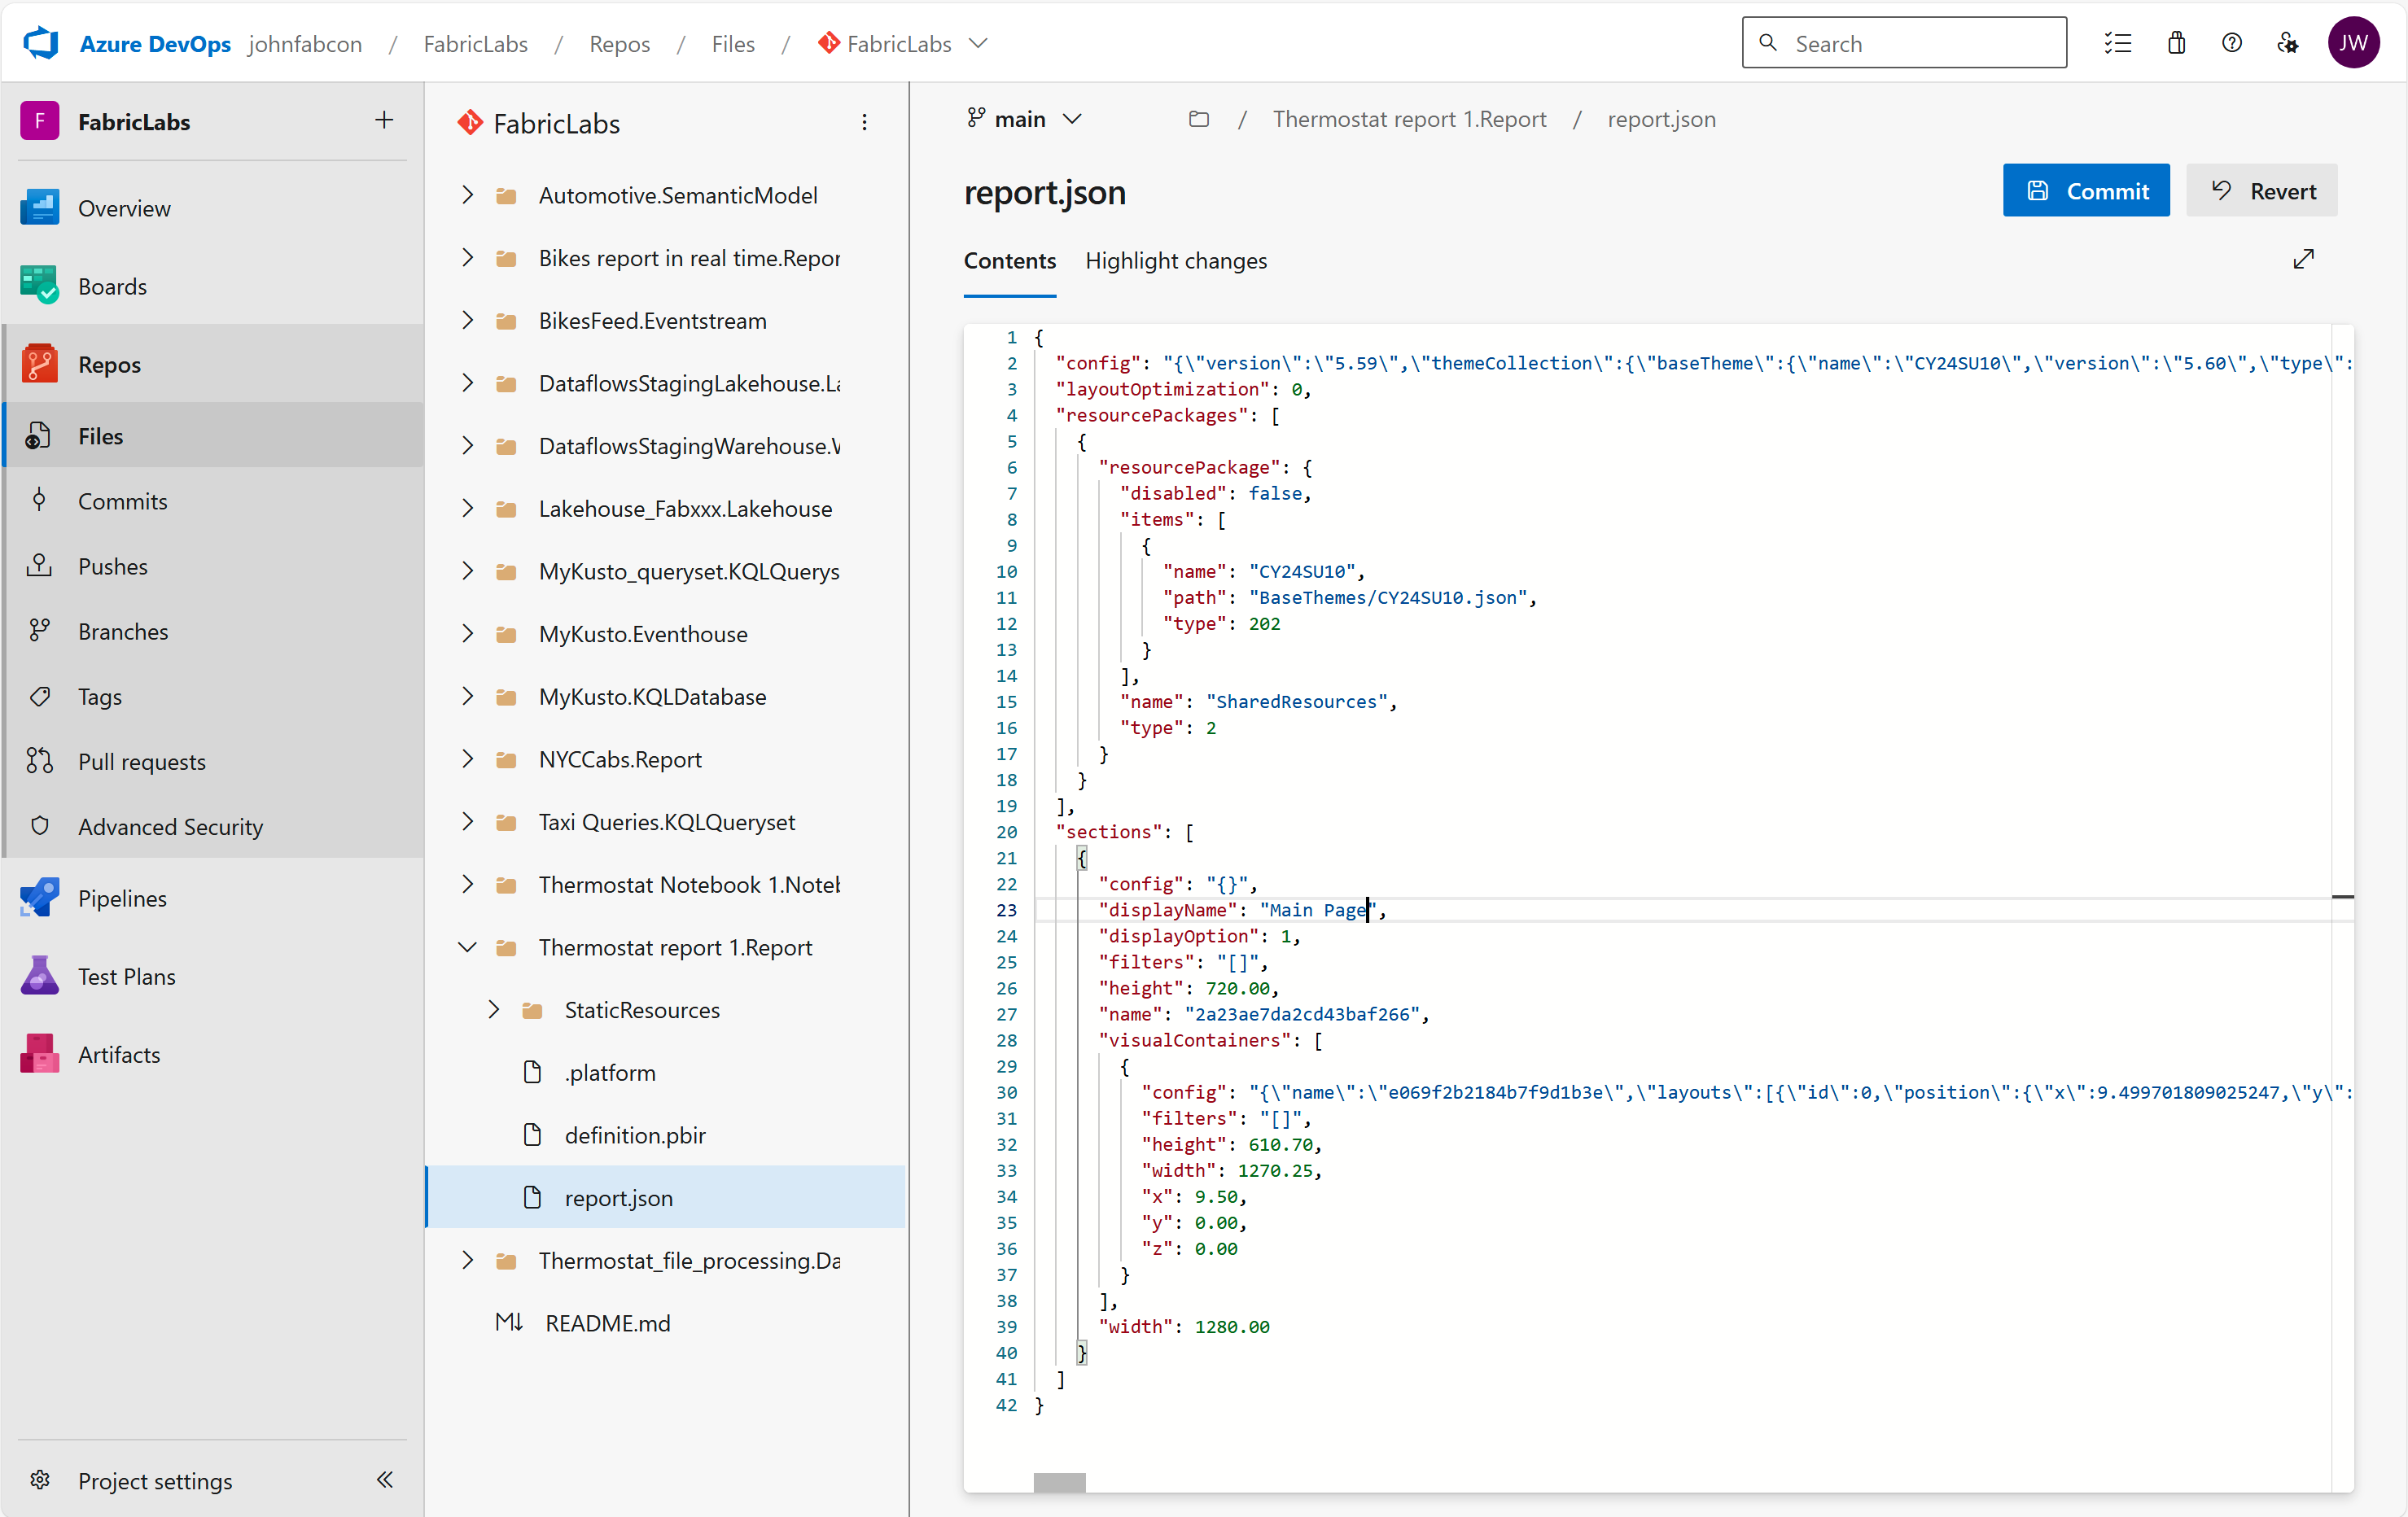 Azure DevOps johnfabcon / FabricLabs / Repos / Files / FabricLabs
Search
JW
F FabricLabs
Overview
Boards
Repos
Files
Commits
Pushes
Branches
Tags
Pull requests
Advanced Security
Pipelines
Test Plans
Artifacts
Project settings
FabricLabs
Automotive.SemanticModel
Bikes report in real time.Repor
BikesFeed.Eventstream
DataflowsStagingLakehouse.La
DataflowsStagingWarehouse.W
Lakehouse_Fabxxx.Lakehouse
MyKusto_queryset.KQLQuerys
MyKusto.Eventhouse
MyKusto.KQLDatabase
NYCCabs.Report
Taxi Queries.KQLQueryset
Thermostat Notebook 1.Noteb
Thermostat report 1.Report
StaticResources
.platform
definition.pbir
report.json
Thermostat_file_processing.Da
M↓ README.md
main / Thermostat report 1.Report / report.json
report.json
Commit
Revert
Contents
Highlight changes
1 {
2 "config": "{\"version\":\"5.59\",\"themeCollection\":{\"baseTheme\":{\"name\":\"CY24SU10\",\"version\":\"5.60\",\"type\":
3 "layoutOptimization": 0,
4 "resourcePackages": [
5 {
6 "resourcePackage": {
7 "disabled": false,
8 "items": [
9 {
10 "name": "CY24SU10",
11 "path": "BaseThemes/CY24SU10.json",
12 "type": 202
13 }
14 ],
15 "name": "SharedResources",
16 "type": 2
17 }
18 }
19 ],
20 "sections": [
21 {
22 "config": "{}",
23 "displayName": "Main Page",
24 "displayOption": 1,
25 "filters": "[]",
26 "height": 720.00,
27 "name": "2a23ae7da2cd43baf266",
28 "visualContainers": [
29 {
30 "config": "{\"name\":\"e069f2b2184b7f9d1b3e\",\"layouts\":[{\"id\":0,\"position\":{\"x\":9.499701809025247,\"y\":
31 "filters": "[]",
32 "height": 610.70,
33 "width": 1270.25,
34 "x": 9.50,
35 "y": 0.00,
36 "z": 0.00
37 }
38 ],
39 "width": 1280.00
40 }
41 ]
42 }